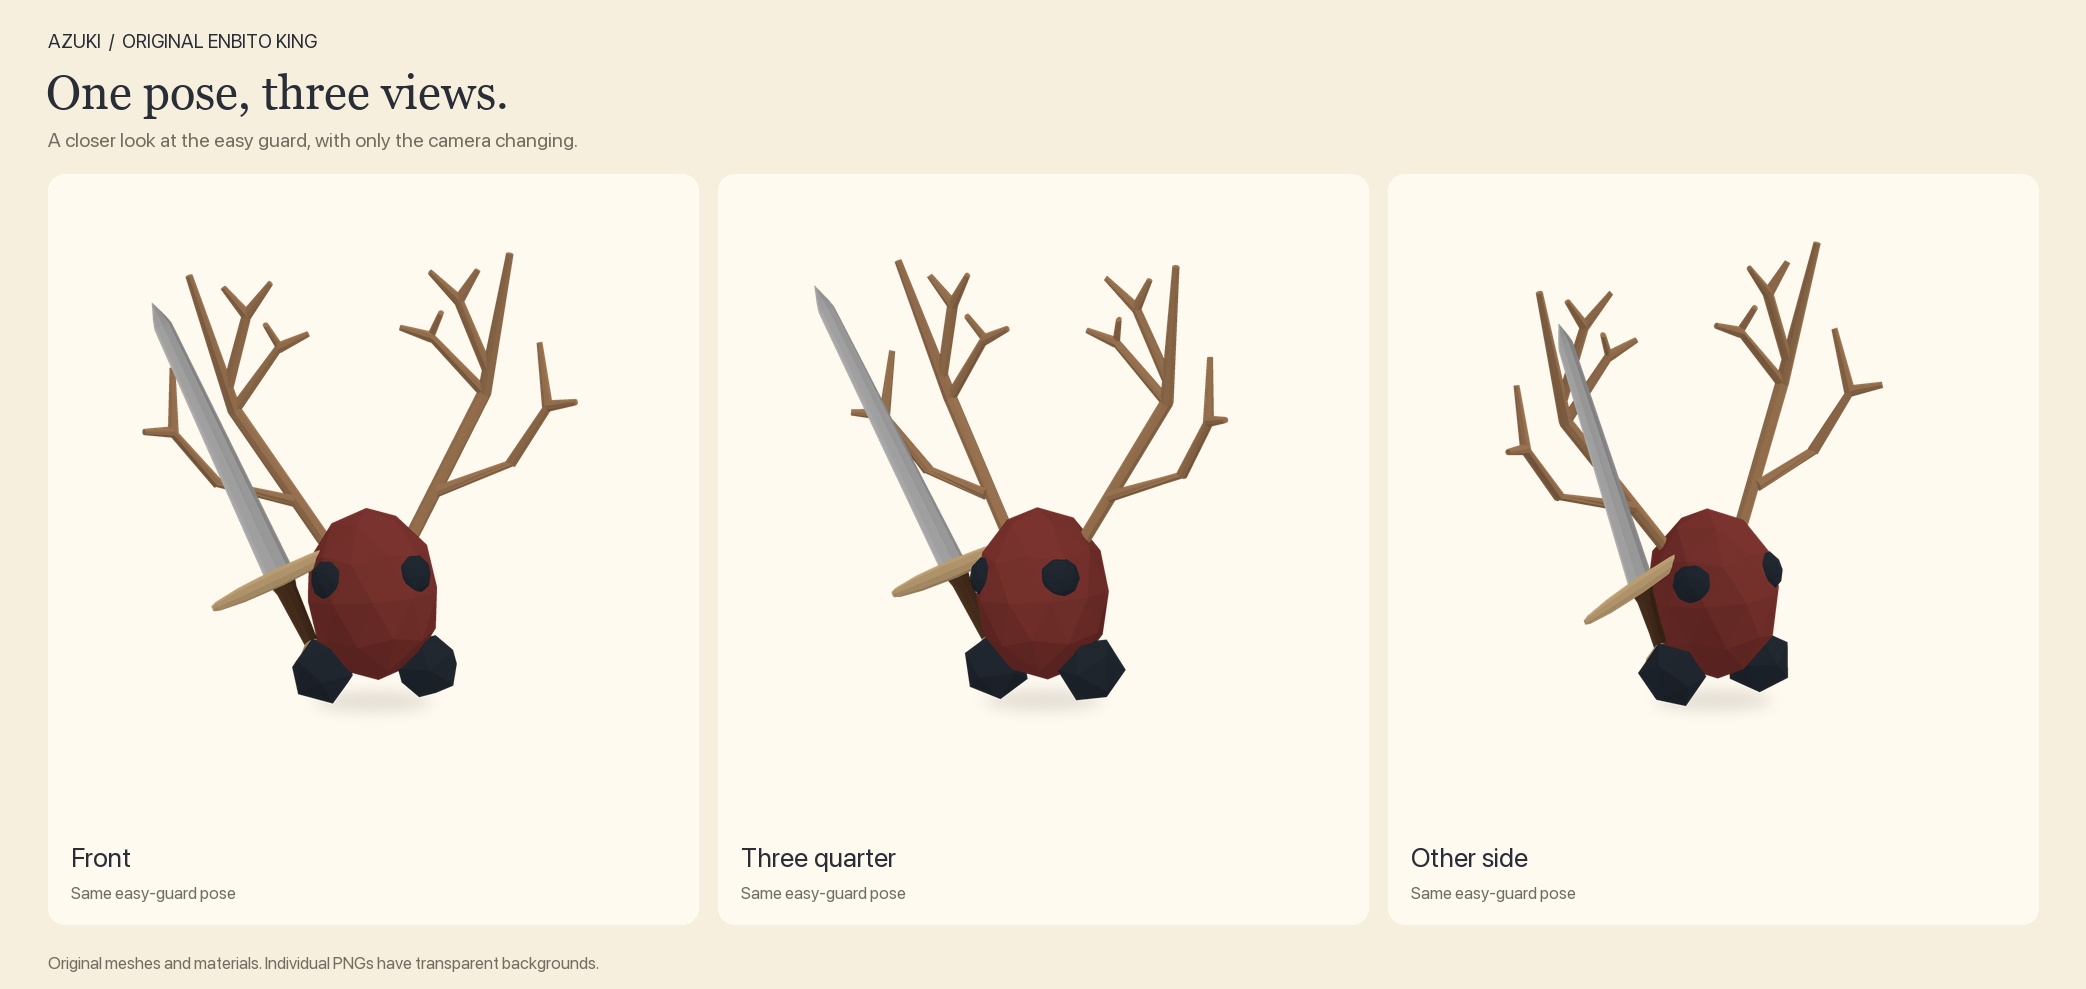 AZUKI / ORIGINAL ENBITO KING
One pose, three views.
A closer look at the easy guard, with only the camera changing.
Front
Same easy-guard pose
Three quarter
Same easy-guard pose
Other side
Same easy-guard pose
Original meshes and materials. Individual PNGs have transparent backgrounds.